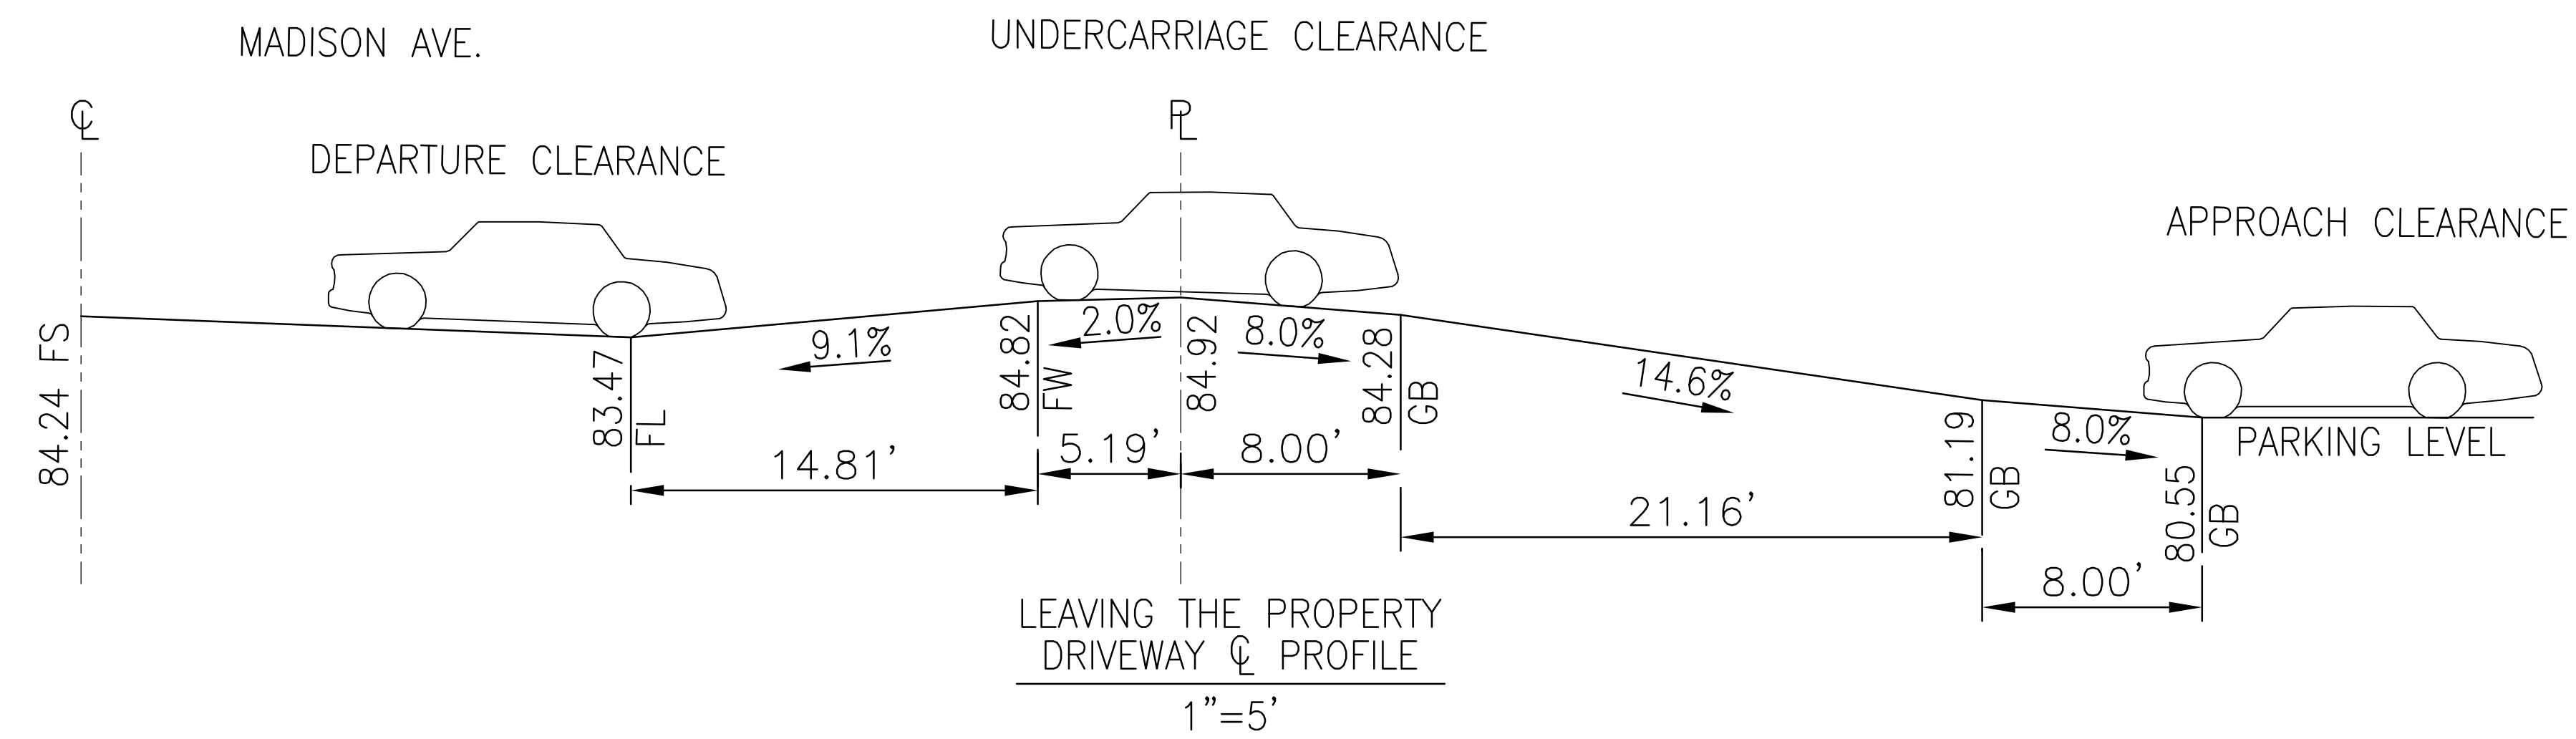 MADISON AVE.
UNDERCARRIAGE CLEARANCE
℄
DEPARTURE CLEARANCE
PL
APPROACH CLEARANCE
84.24 FS
83.47
FL
9.1%
84.82
FW
2.0%
84.92
8.0%
84.28
GB
14.6%
81.19
GB
8.0%
80.55
GB
PARKING LEVEL
14.81'
5.19'
8.00'
21.16'
8.00'
LEAVING THE PROPERTY
DRIVEWAY ℄ PROFILE
1"=5'